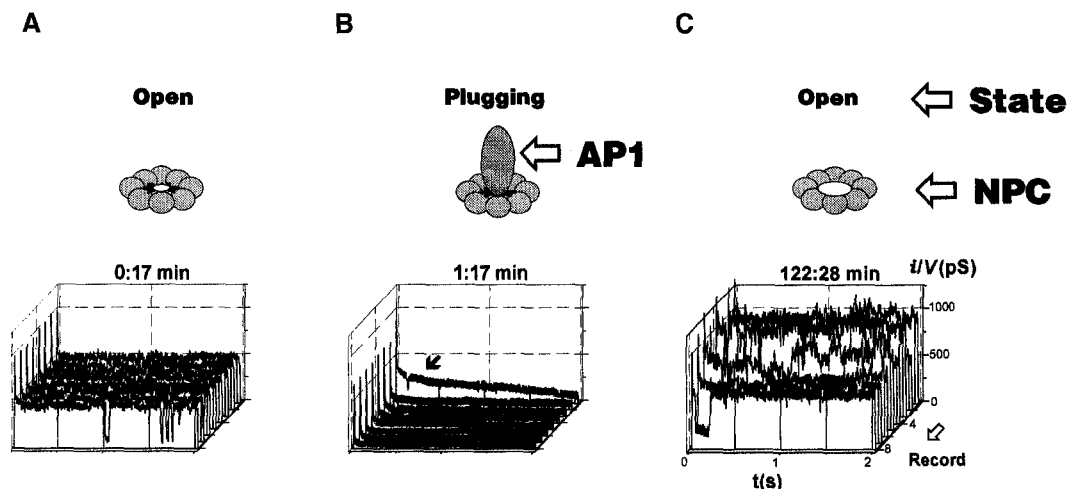 A
B
C
Open
Plugging
Open
State
AP1
NPC
0:17 min
1:17 min
122:28 min
i/V(pS)
1000
500
0
4
8
Record
0
1
2
t(s)